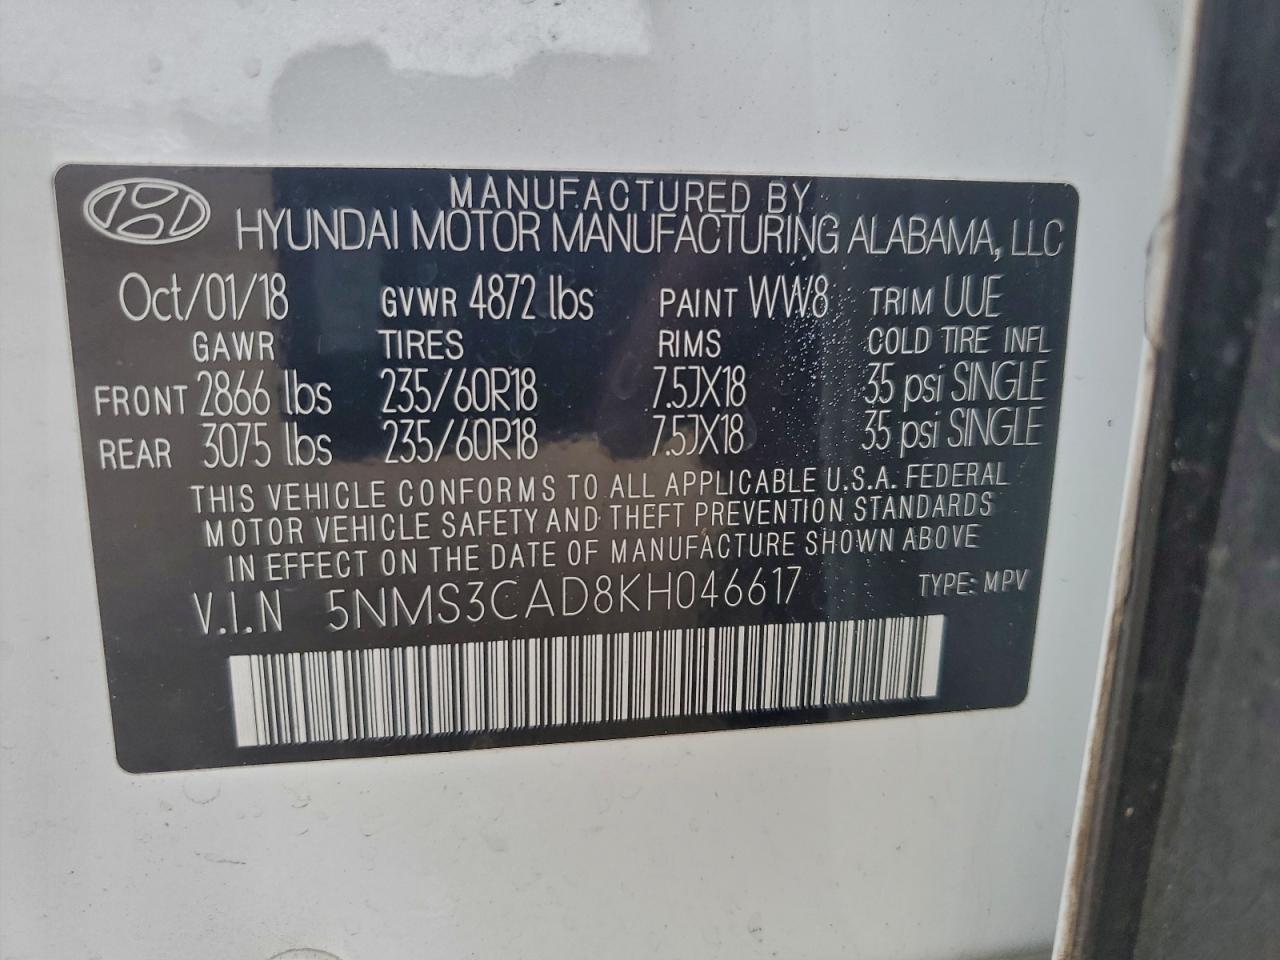 MANUFACTURED BY
HYUNDAI MOTOR MANUFACTURING ALABAMA, LLC
Oct/01/18 GVWR 4872 lbs PAINT WW8 TRIM UUE
GAWR TIRES RIMS COLD TIRE INFL
FRONT 2866 lbs 235/60R18 7.5JX18 35 psi SINGLE
REAR 3075 lbs 235/60R18 7.5JX18 35 psi SINGLE
THIS VEHICLE CONFORMS TO ALL APPLICABLE U.S.A. FEDERAL
MOTOR VEHICLE SAFETY AND THEFT PREVENTION STANDARDS
IN EFFECT ON THE DATE OF MANUFACTURE SHOWN ABOVE
V.I.N 5NMS3CAD8KH046617 TYPE: MPV